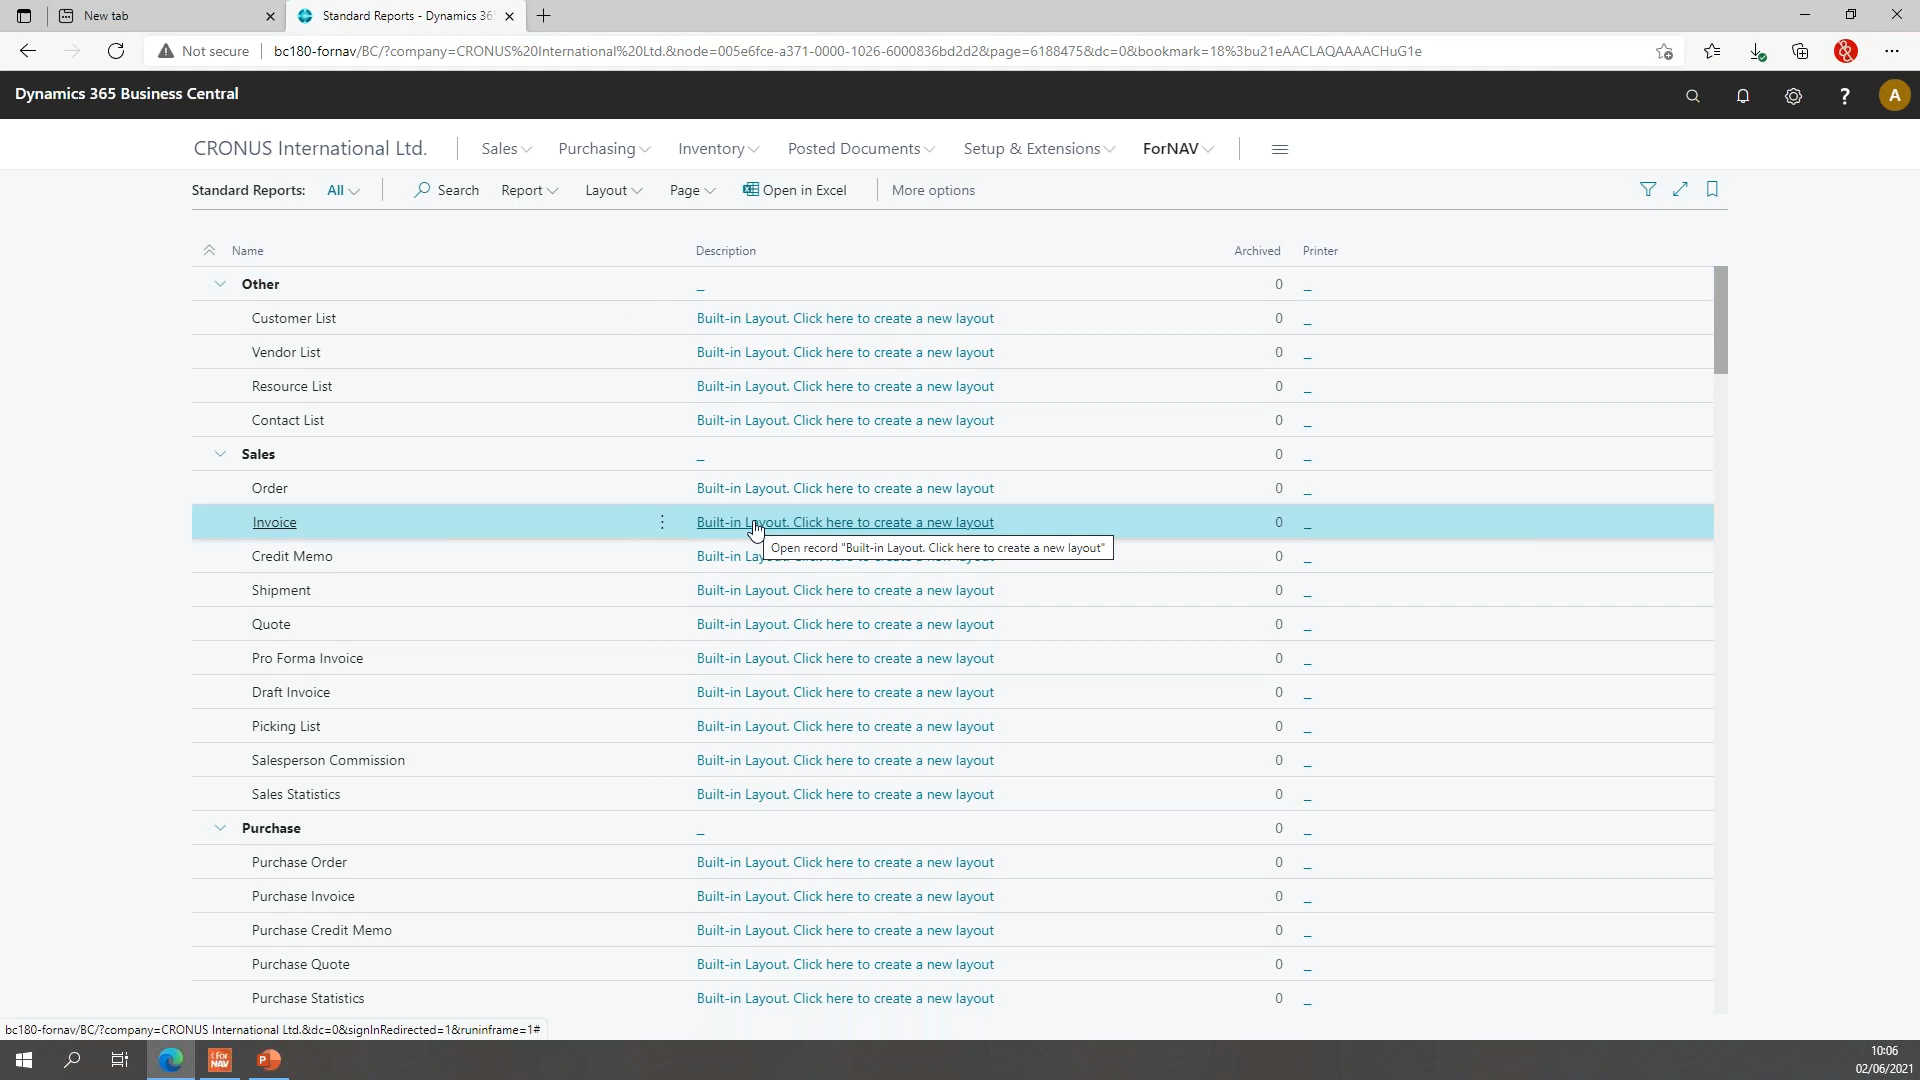 New tab
Standard Reports - Dynamics 36
Not secure
bc180-fornav/BC/?company=CRONUS%20International%20Ltd.&node=005e6fce-a371-0000-1026-6000836bd2d2&page=6188475&dc=0&bookmark=18%3bu21eAACLAQAAAACHuG1e
Dynamics 365 Business Central
?
A
CRONUS International Ltd.
Sales
Purchasing
Inventory
Posted Documents
Setup & Extensions
ForNAV
Standard Reports:
All
Search
Report
Layout
Page
Open in Excel
More options
Name
Description
Archived
Printer
Other _ 0 _
Customer List Built-in Layout. Click here to create a new layout 0 _
Vendor List Built-in Layout. Click here to create a new layout 0 _
Resource List Built-in Layout. Click here to create a new layout 0 _
Contact List Built-in Layout. Click here to create a new layout 0 _
Sales _ 0 _
Order Built-in Layout. Click here to create a new layout 0 _
Invoice Built-in Layout. Click here to create a new layout 0 _
Open record "Built-in Layout. Click here to create a new layout"
Credit Memo Built-in 0 _
Shipment Built-in Layout. Click here to create a new layout 0 _
Quote Built-in Layout. Click here to create a new layout 0 _
Pro Forma Invoice Built-in Layout. Click here to create a new layout 0 _
Draft Invoice Built-in Layout. Click here to create a new layout 0 _
Picking List Built-in Layout. Click here to create a new layout 0 _
Salesperson Commission Built-in Layout. Click here to create a new layout 0 _
Sales Statistics Built-in Layout. Click here to create a new layout 0 _
Purchase _ 0 _
Purchase Order Built-in Layout. Click here to create a new layout 0 _
Purchase Invoice Built-in Layout. Click here to create a new layout 0 _
Purchase Credit Memo Built-in Layout. Click here to create a new layout 0 _
Purchase Quote Built-in Layout. Click here to create a new layout 0 _
Purchase Statistics Built-in Layout. Click here to create a new layout 0 _
bc180-fornav/BC/?company=CRONUS International Ltd.&dc=0&signInRedirected=1&runinframe=1#
For
NAV
P
10:06
02/06/2021